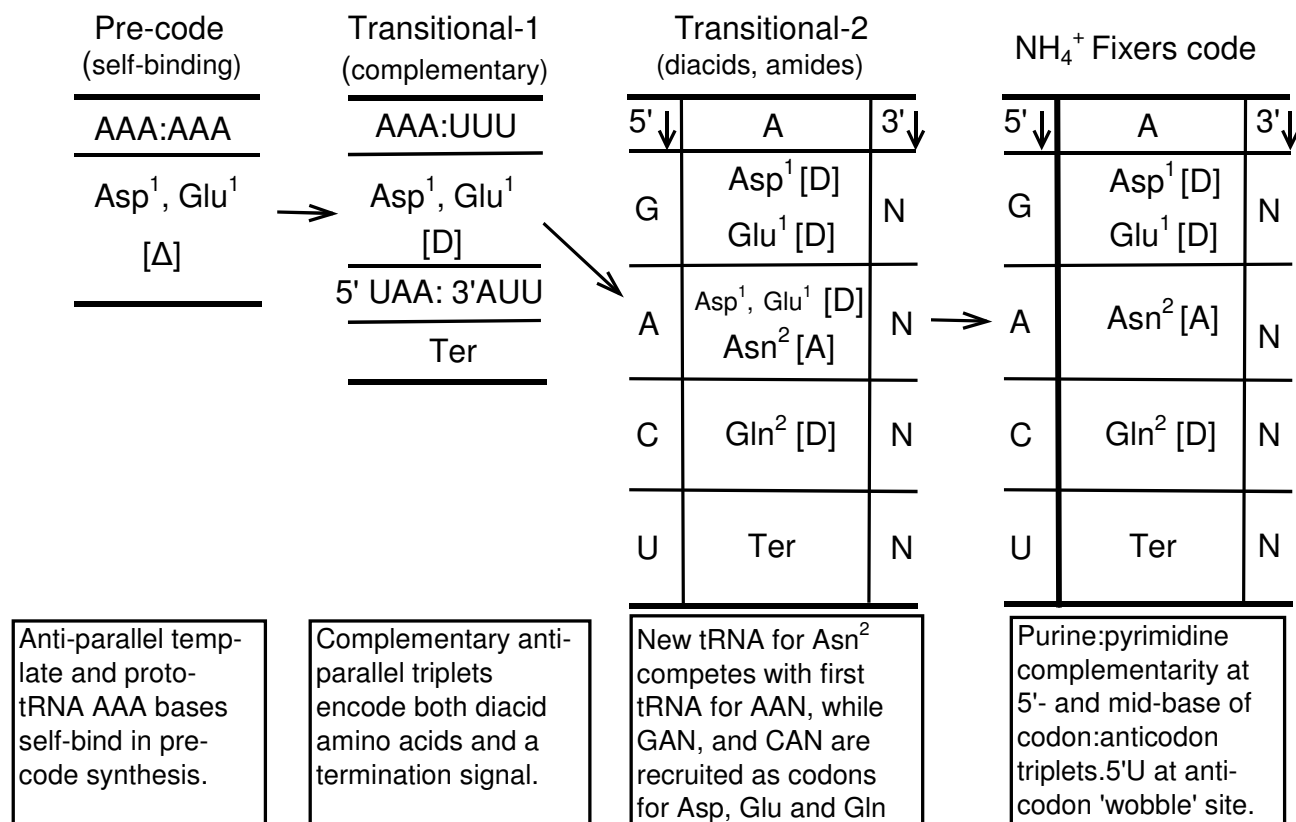 Pre-code
(self-binding)
AAA:AAA
Asp¹, Glu¹
[Δ]
Transitional-1
(complementary)
AAA:UUU
Asp¹, Glu¹
[D]
5' UAA: 3'AUU
Ter
Transitional-2
(diacids, amides)
5' A 3'
G Asp¹ [D] N
Glu¹ [D]
A Asp¹, Glu¹ [D] N
Asn² [A]
C Gln² [D] N
U Ter N
NH₄⁺ Fixers code
5' A 3'
G Asp¹ [D] N
Glu¹ [D]
A Asn² [A] N
C Gln² [D] N
U Ter N
Anti-parallel temp-
late and proto-
tRNA AAA bases
self-bind in pre-
code synthesis.
Complementary anti-
parallel triplets
encode both diacid
amino acids and a
termination signal.
New tRNA for Asn²
competes with first
tRNA for AAN, while
GAN, and CAN are
recruited as codons
for Asp, Glu and Gln
Purine:pyrimidine
complementarity at
5'- and mid-base of
codon:anticodon
triplets.5'U at anti-
codon 'wobble' site.